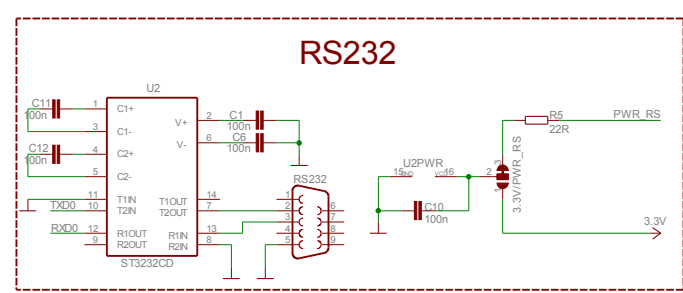 RS232
U2
C11
100n
1
C1+
3
C1-
C12
100n
4
C2+
5
C2-
V+
2
C1
100n
V-
6
C6
100n
11
T1IN
T1OUT
14
TXD0
10
T2IN
T2OUT
7
RXD0
12
R1OUT
R1IN
13
9
R2OUT
R2IN
8
ST3232CD
RS232
1
2
3
4
5
6
7
8
9
U2PWR
15
GND
VCC
16
C10
100n
2
3
1
3.3V/PWR_RS
R5
22R
PWR_RS
3.3V